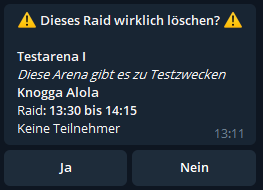 ⚠️ Dieses Raid wirklich löschen? ⚠️
Testarena I
Diese Arena gibt es zu Testzwecken
Knogga Alola
Raid: 13:30 bis 14:15
Keine Teilnehmer
13:11
Ja Nein